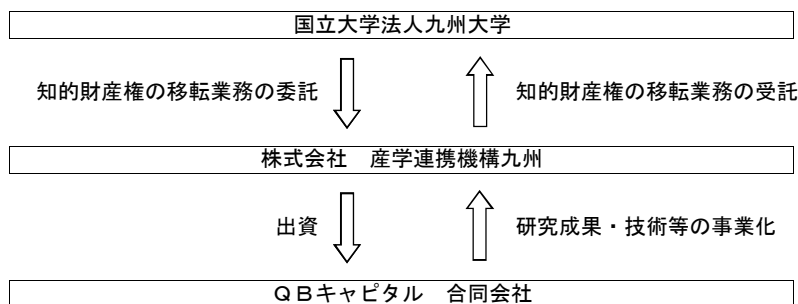 国立大学法人九州大学
知的財産権の移転業務の委託
知的財産権の移転業務の受託
株式会社　産学連携機構九州
出資
研究成果・技術等の事業化
ＱＢキャピタル　合同会社